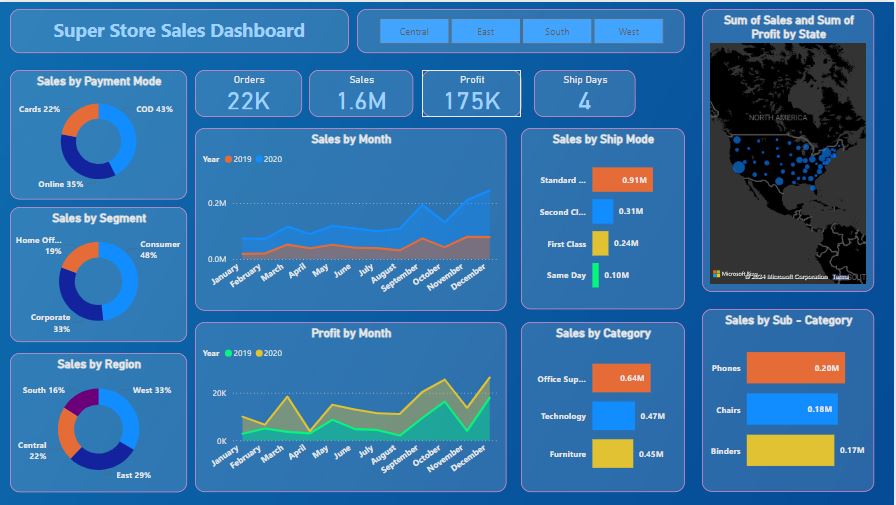 Super Store Sales Dashboard
Central
East
South
West
Sum of Sales and Sum of
Profit by State
NORTH AMERICA
Microsoft Bing
© 2024 Microsoft Corporation Terms
Sales by Payment Mode
Cards 22%
COD 43%
Online 35%
Orders
22K
Sales
1.6M
Profit
175K
Ship Days
4
Sales by Month
Year 2019 2020
0.2M
0.0M
January
February
March
April
May
June
July
August
September
October
November
December
Sales by Ship Mode
Standard ...
0.91M
Second Cl...
0.31M
First Class
0.24M
Same Day
0.10M
Sales by Segment
Home Off...
19%
Consumer
48%
Corporate
33%
Profit by Month
Year 2019 2020
20K
0K
January
February
March
April
May
June
July
August
September
October
November
December
Sales by Category
Office Sup...
0.64M
Technology
0.47M
Furniture
0.45M
Sales by Sub - Category
Phones
0.20M
Chairs
0.18M
Binders
0.17M
Sales by Region
South 16%
West 33%
Central
22%
East 29%